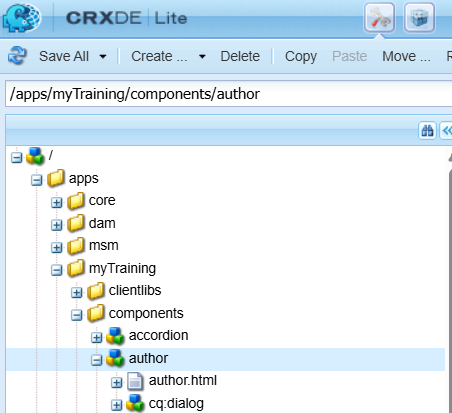 CRXDE | Lite
Save All Create ... Delete Copy Paste Move ... R
/apps/myTraining/components/author
/
apps
core
dam
msm
myTraining
clientlibs
components
accordion
author
author.html
cq:dialog